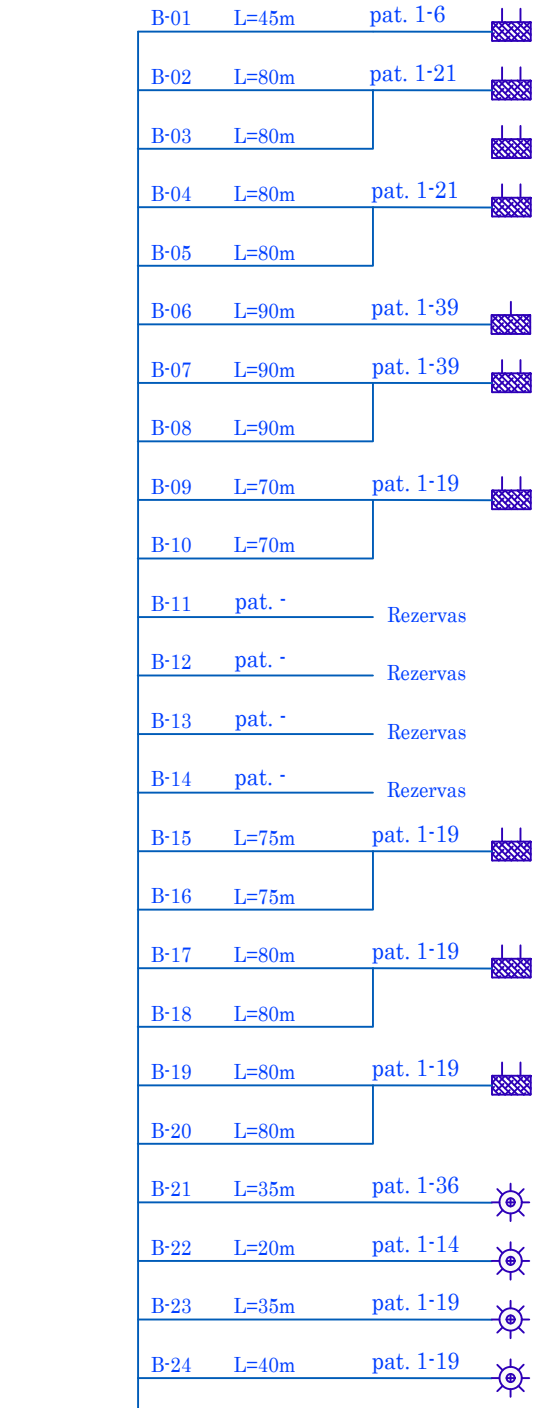 B-01 L=45m pat. 1-6
B-02 L=80m pat. 1-21
B-03 L=80m
B-04 L=80m pat. 1-21
B-05 L=80m
B-06 L=90m pat. 1-39
B-07 L=90m pat. 1-39
B-08 L=90m
B-09 L=70m pat. 1-19
B-10 L=70m
B-11 pat. - Rezervas
B-12 pat. - Rezervas
B-13 pat. - Rezervas
B-14 pat. - Rezervas
B-15 L=75m pat. 1-19
B-16 L=75m
B-17 L=80m pat. 1-19
B-18 L=80m
B-19 L=80m pat. 1-19
B-20 L=80m
B-21 L=35m pat. 1-36
B-22 L=20m pat. 1-14
B-23 L=35m pat. 1-19
B-24 L=40m pat. 1-19